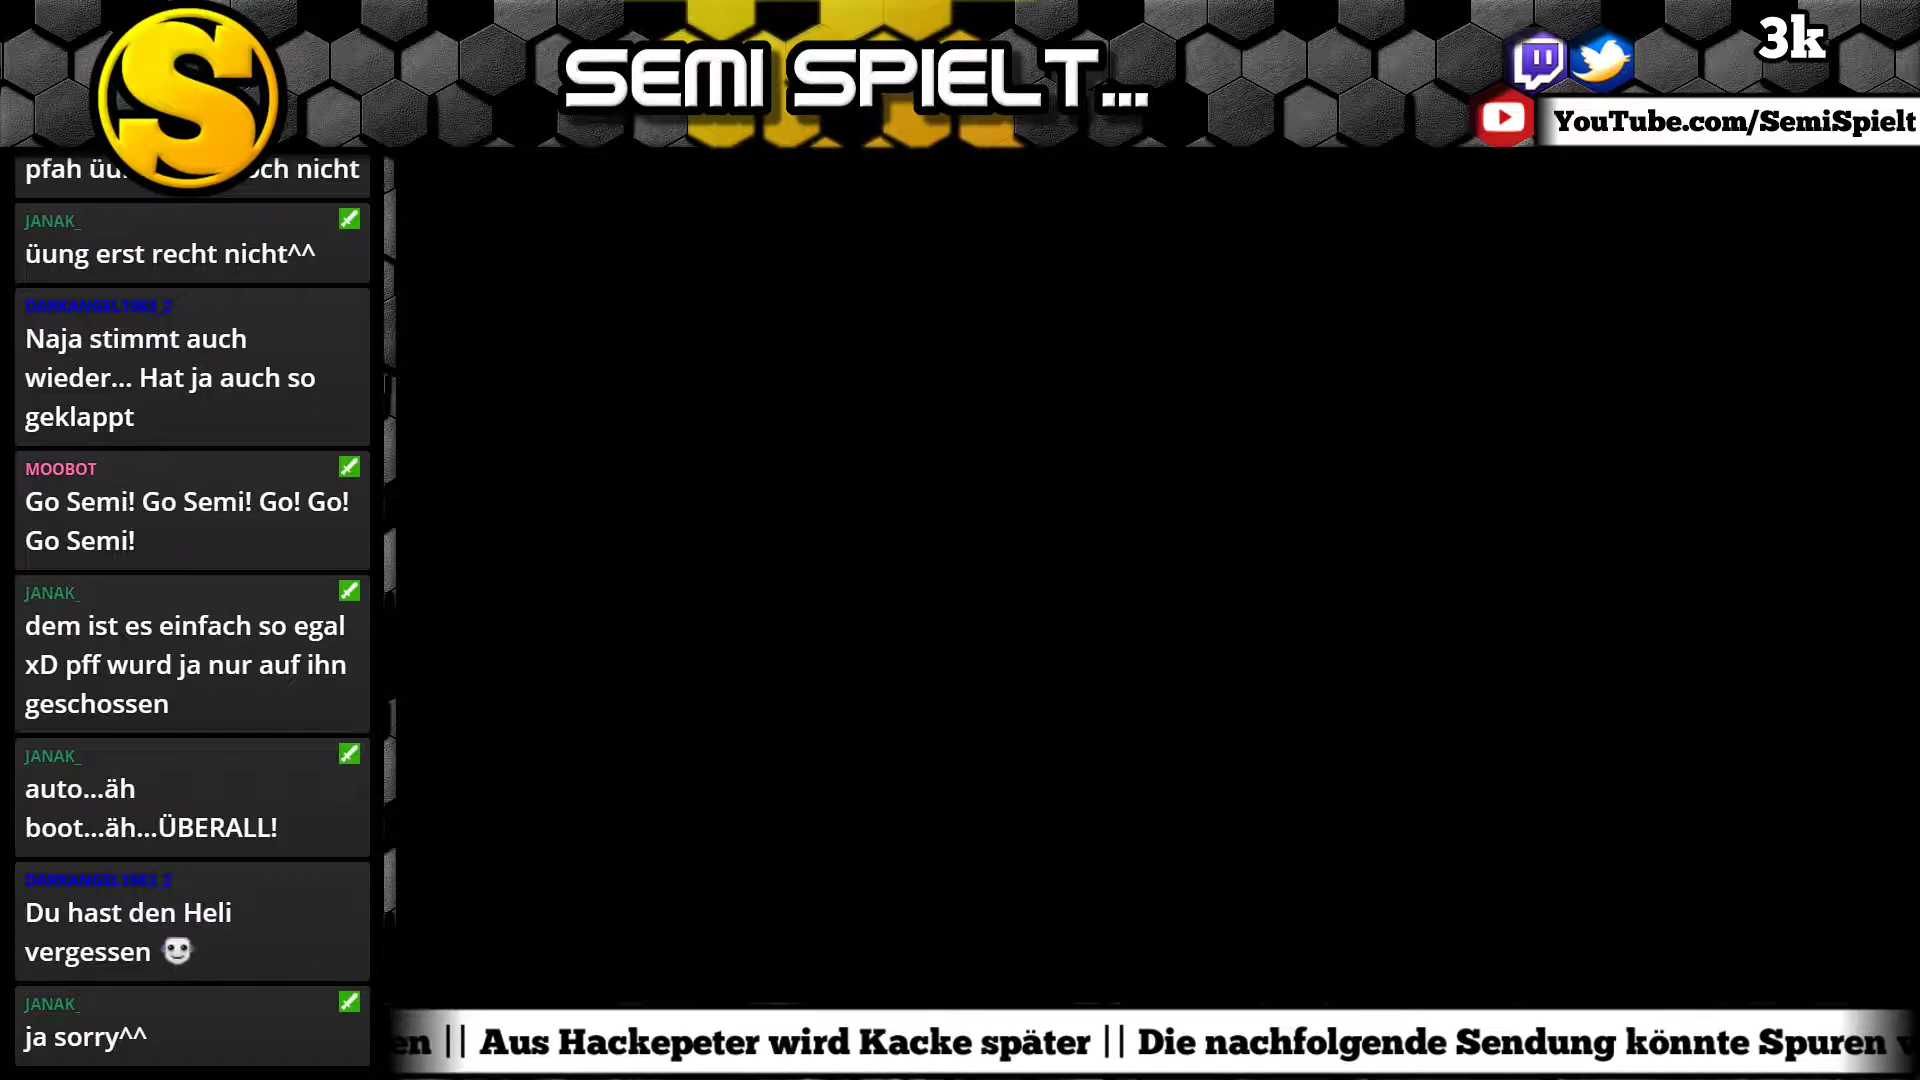 S
SEMI SPIELT...
3k
YouTube.com/SemiSpielt
pfah nicht
JANAK_
üung erst recht nicht^^
DARKANGEL1983_2
Naja stimmt auch
wieder... Hat ja auch so
geklappt
MOOBOT
Go Semi! Go Semi! Go! Go!
Go Semi!
JANAK_
dem ist es einfach so egal
xD pff wurd ja nur auf ihn
geschossen
JANAK_
auto...äh
boot...äh...ÜBERALL!
DARKANGEL1983_2
Du hast den Heli
vergessen
JANAK_
ja sorry^^
en || Aus Hackepeter wird Kacke später || Die nachfolgende Sendung könnte Spuren